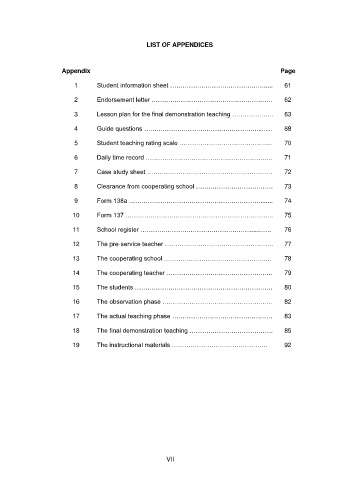 LIST OF APPENDICES
Appendix Page
1 Student information sheet ………………………………………….... 61
2 Endorsement letter ………………………………………………… 62
3 Lesson plan for the final demonstration teaching ………………… 63
4 Guide questions ……………………………………………………... 68
5 Student teaching rating scale ……………………………………… 70
6 Daily time record …………………………………………………… 71
7 Case study sheet …………………………………………………… 72
8 Clearance from cooperating school ……………………………… 73
9 Form 138a …………………………………………………………... 74
10 Form 137 …………………………………………………………… 75
11 School register ……………………………………………............. 76
12 The pre service teacher …………………………………………… 77
13 The cooperating school …………………………………………… 78
14 The cooperating teacher …………………………………………... 79
15 The students ………………………………………………………… 80
16 The observation phase ……………………………………………… 82
17 The actual teaching phase ………………………………………… 83
18 The final demonstration teaching ………………………………… 85
19 The instructional materials ……………………………………… 92
VII